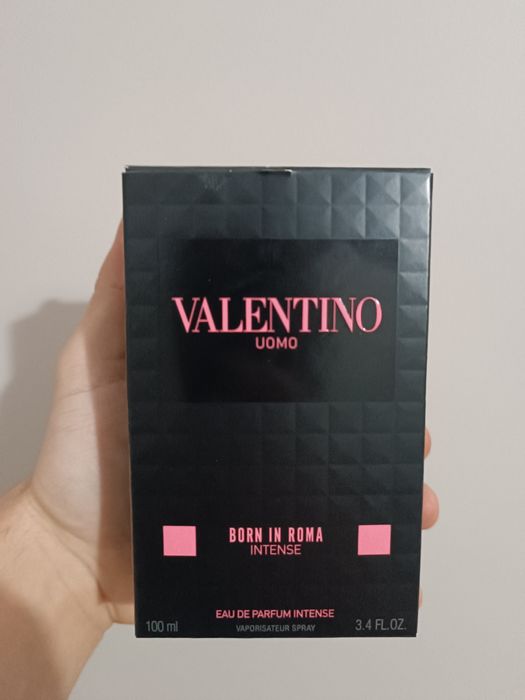 VALENTINO
UOMO
BORN IN ROMA
INTENSE
EAU DE PARFUM INTENSE
100 ml VAPORISATEUR SPRAY 3.4 FL.OZ.